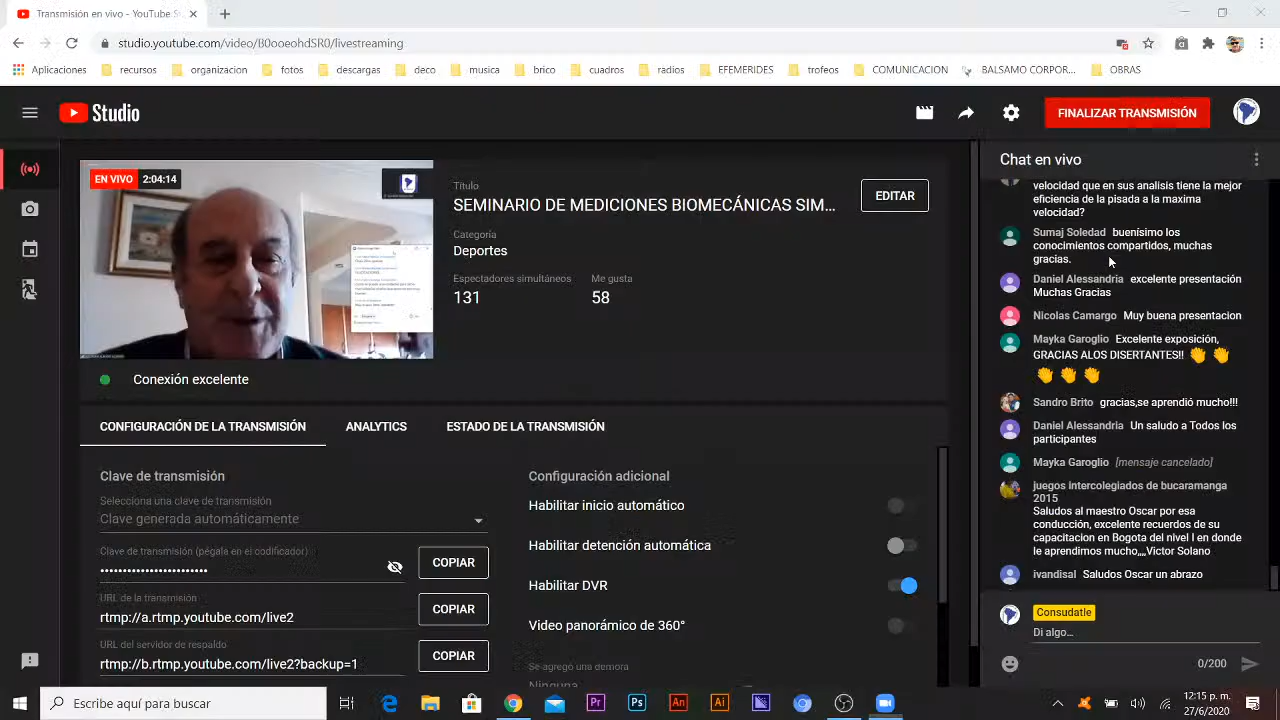 Transmisión en vivo - YouTube S
studio.youtube.com/video/B0ooeohdSR0/livestreaming
Aplicaciones
recursos
organizacion
fotos
descargas
deco
musica
brico
cuadros
radios
EFEMERIDES
trofeos
COMUNICACION
BALSAMO CORPOR...
OBRAS
Studio
FINALIZAR TRANSMISIÓN
EN VIVO 2:04:14
Título
SEMINARIO DE MEDICIONES BIOMECÁNICAS SIM...
EDITAR
Categoría
Deportes
Espectadores simultáneos
Me gusta
131
58
Conexión excelente
CONFIGURACIÓN DE LA TRANSMISIÓN
ANALYTICS
ESTADO DE LA TRANSMISIÓN
Clave de transmisión
Selecciona una clave de transmisión
Clave generada automáticamente
Clave de transmisión (pégala en el codificador)
•••••••••••••••••••••••
COPIAR
URL de la transmisión
rtmp://a.rtmp.youtube.com/live2
COPIAR
URL del servidor de respaldo
rtmp://b.rtmp.youtube.com/live2?backup=1
COPIAR
Configuración adicional
Habilitar inicio automático
Habilitar detención automática
Habilitar DVR
Video panorámico de 360°
Se agregó una demora
Ninguna
Chat en vivo
velocidad que segus analisis tiene la mejor
eficiencia de la pisada a la maxima
velocidad?
Sumaj Soledad buenísimo los
conocimientos compartidos, muchas
gracias.
Daniel Alessandria excelente presentacion
Muchas Gracias
Nicolas Camargo Muy buena presentacion
Mayka Garoglio Excelente exposición,
GRACIAS ALOS DISERTANTES!! 👏 👏
👏 👏 👏
Sandro Brito gracias,se aprendió mucho!!!
Daniel Alessandria Un saludo a Todos los
participantes
Mayka Garoglio [mensaje cancelado]
juegos intercolegiados de bucaramanga
2015
Saludos al maestro Oscar por esa
conducción, excelente recuerdos de su
capacitacion en Bogota del nivel I en donde
le aprendimos mucho,,,,Victor Solano
ivandisal Saludos Oscar un abrazo
Consudatle
Di algo...
0/200
Escribe aquí para buscar
12:15 p. m.
27/6/2020